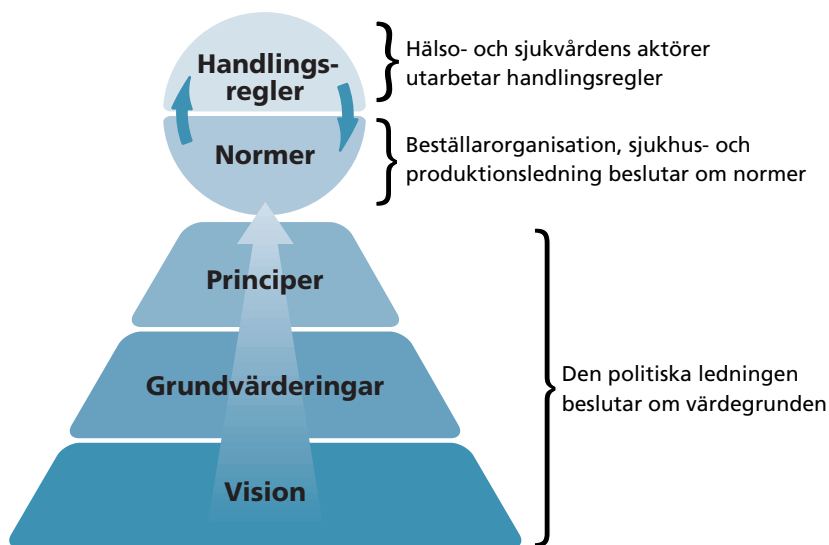 Handlings-
regler
Hälso- och sjukvårdens aktörer
utarbetar handlingsregler
Normer
Beställarorganisation, sjukhus- och
produktionsledning beslutar om normer
Principer
Grundvärderingar
Vision
Den politiska ledningen
beslutar om värdegrunden